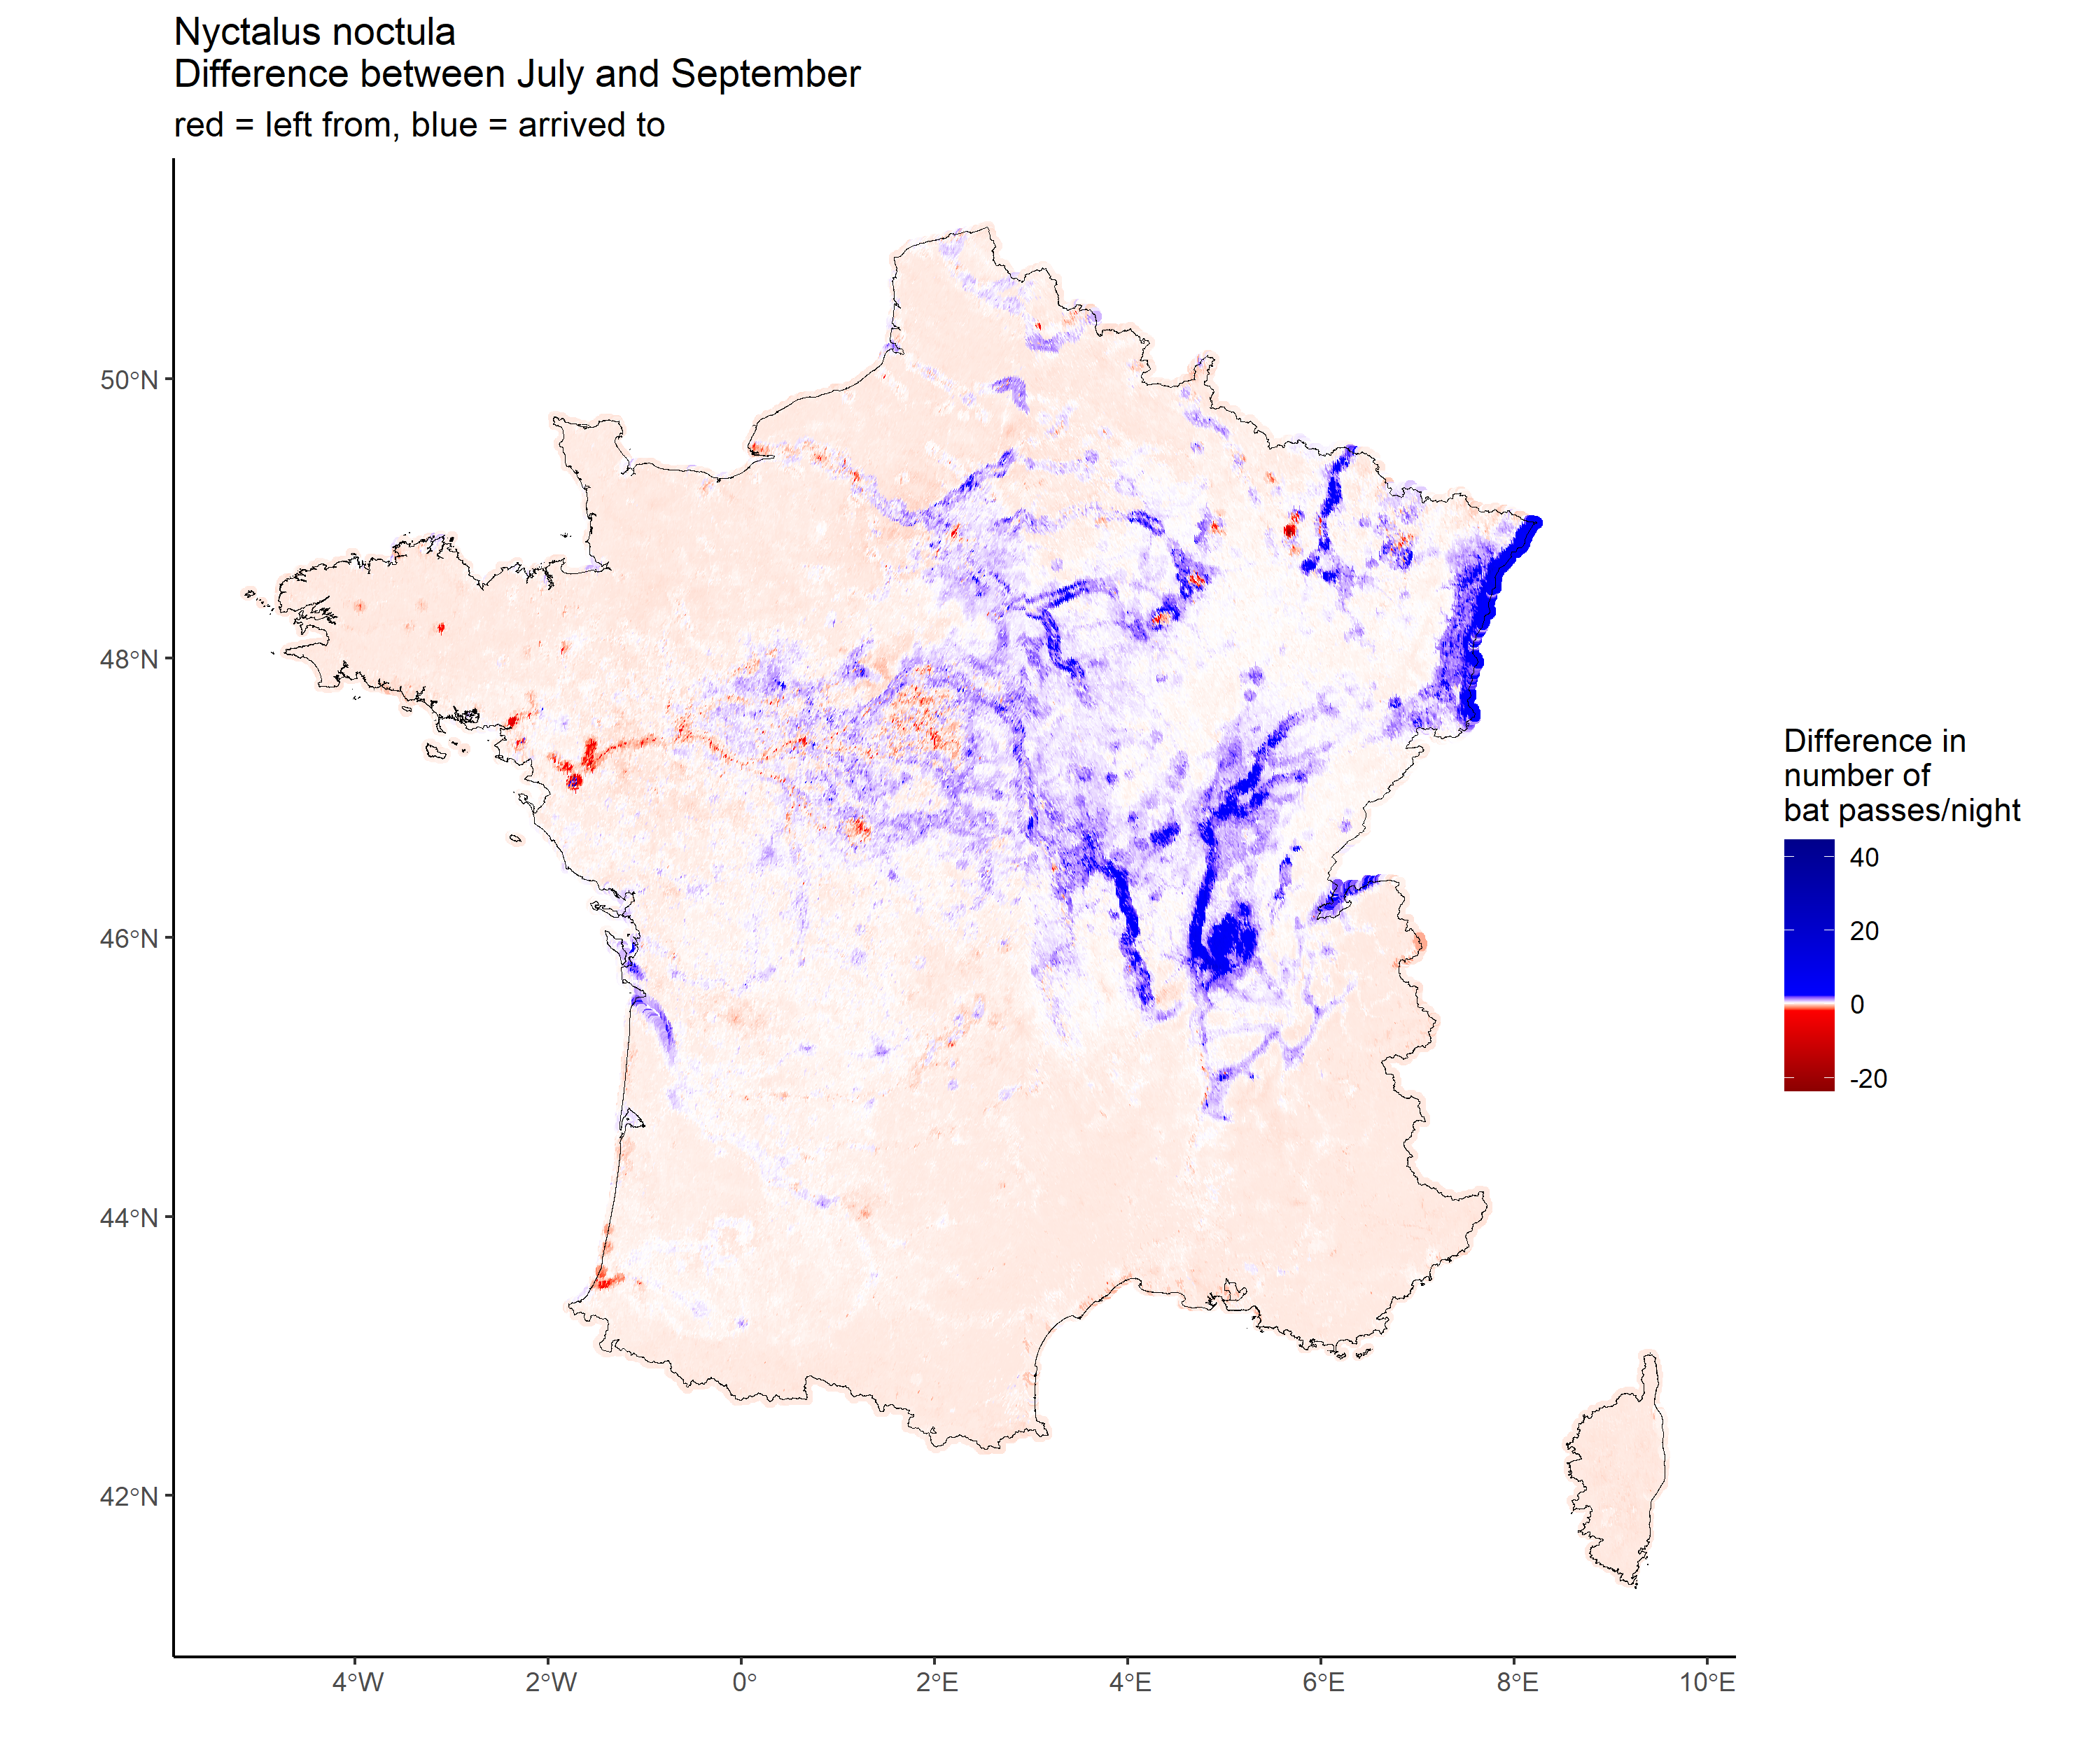 Nyctalus noctula
Difference between July and September
red = left from, blue = arrived to
50°N
48°N
46°N
44°N
42°N
4°W
2°W
0°
2°E
4°E
6°E
8°E
10°E
Difference in
number of
bat passes/night
40
20
0
-20